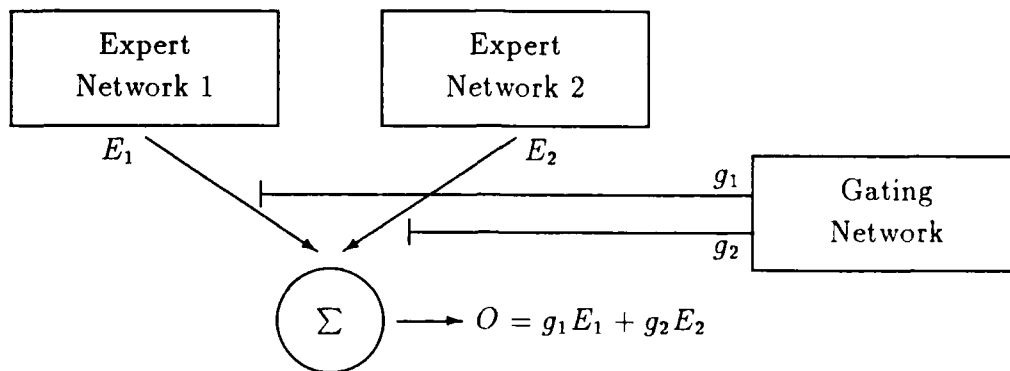 Expert
Network 1
Expert
Network 2
E₁
E₂
g₁
Gating
Network
g₂
Σ
O = g₁E₁ + g₂E₂